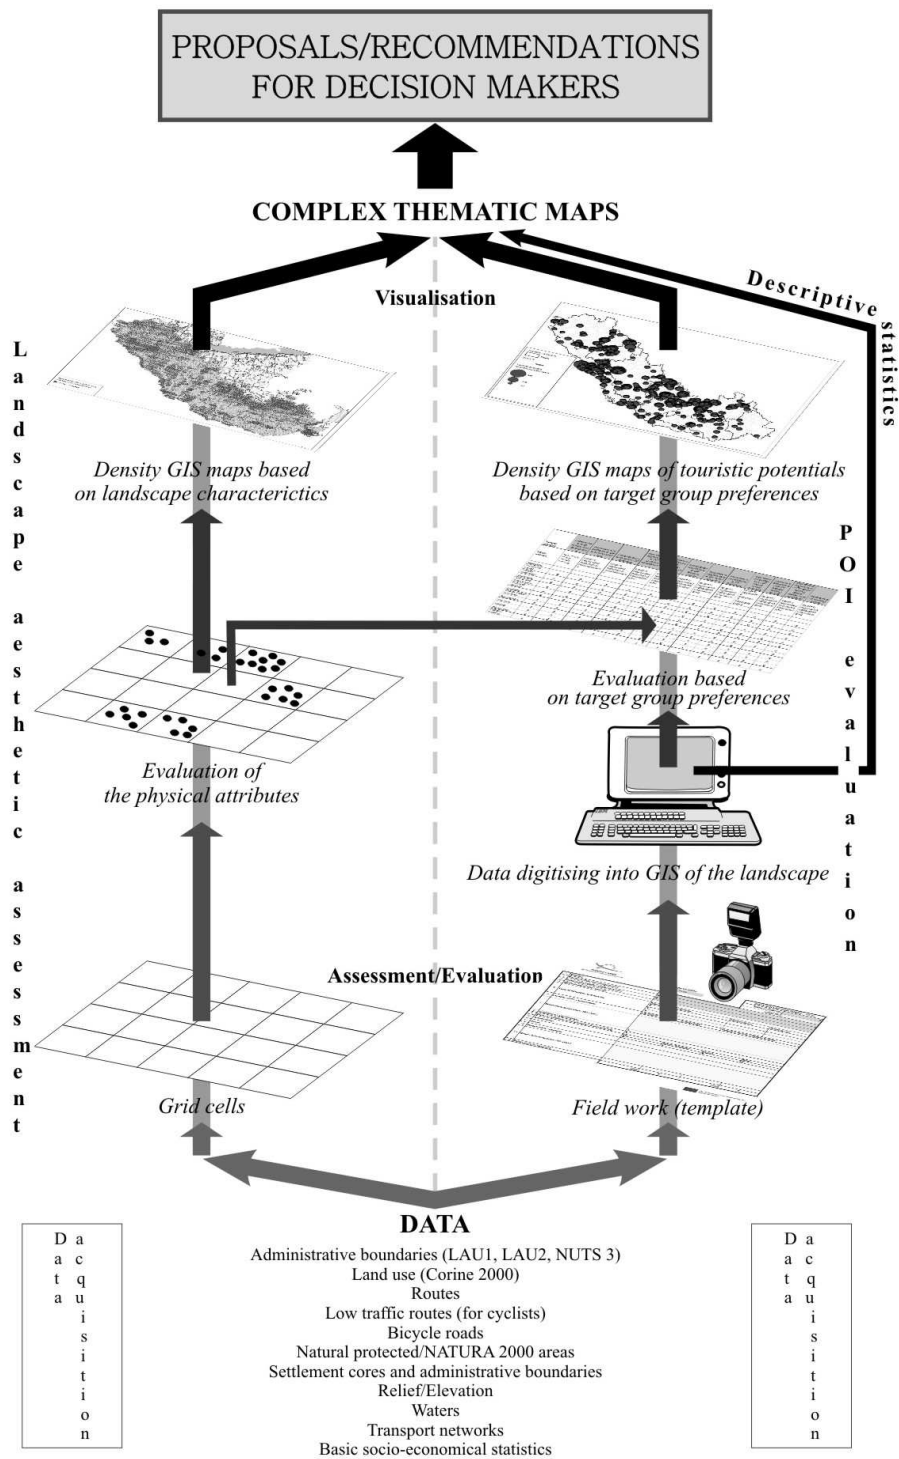 PROPOSALS/RECOMMENDATIONS
FOR DECISION MAKERS
COMPLEX THEMATIC MAPS
Visualisation
Descriptive
statistics
Landscape aesthetic assessment
Density GIS maps based
on landscape characterictics
Density GIS maps of touristic potentials
based on target group preferences
POI evaluation
Evaluation based
on target group preferences
Evaluation of
the physical attributes
Data digitising into GIS of the landscape
Assessment/Evaluation
Grid cells
Field work (template)
DATA
Administrative boundaries (LAU1, LAU2, NUTS 3)
Land use (Corine 2000)
Routes
Low traffic routes (for cyclists)
Bicycle roads
Natural protected/NATURA 2000 areas
Settlement cores and administrative boundaries
Relief/Elevation
Waters
Transport networks
Basic socio-economical statistics
Data acquisition
Data acquisition